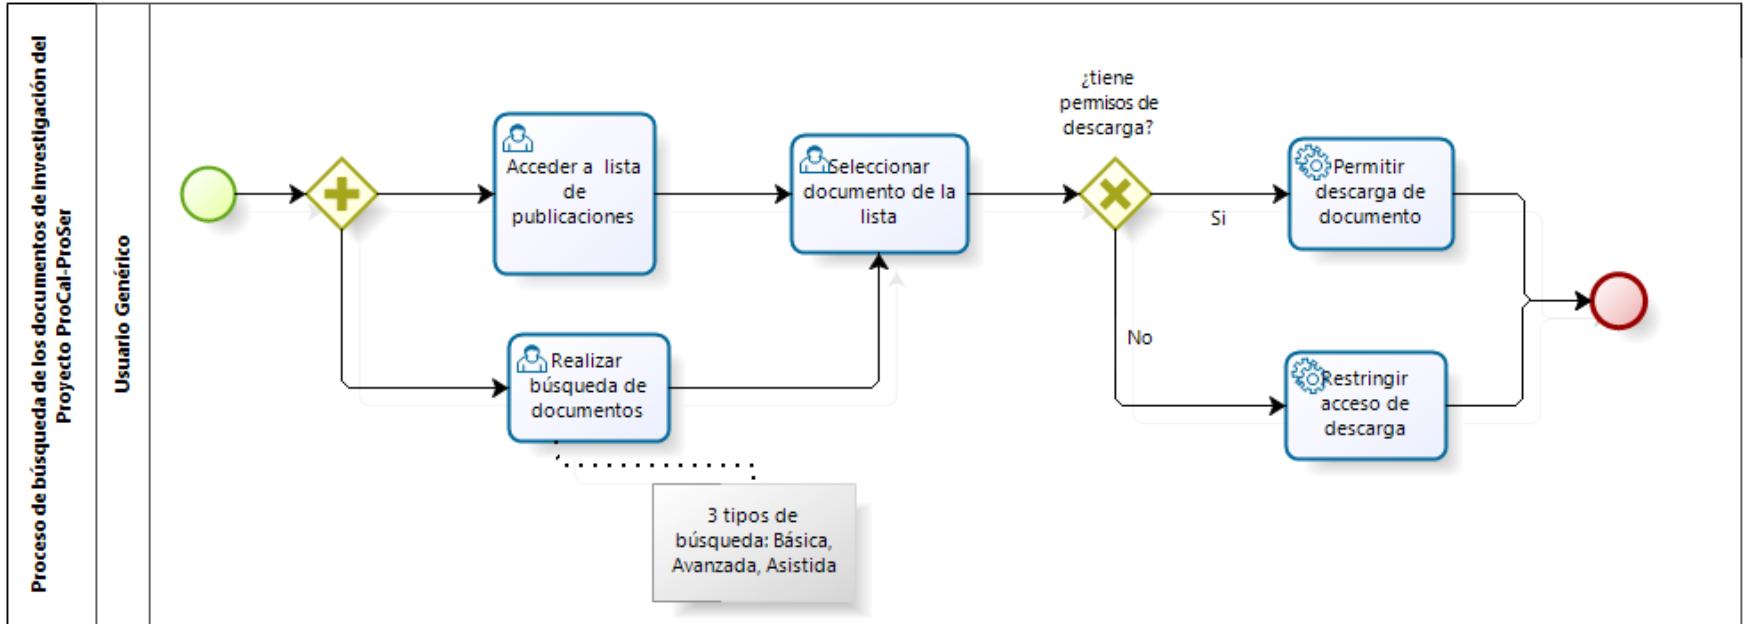 Proceso de búsqueda de los documentos de investigación del
Proyecto ProCal-ProSer
Usuario Genérico
Acceder a lista
de
publicaciones
Seleccionar
documento de la
lista
¿tiene
permisos de
descarga?
Si
No
Permitir
descarga de
documento
Realizar
búsqueda de
documentos
Restringir
acceso de
descarga
3 tipos de
búsqueda: Básica,
Avanzada, Asistida